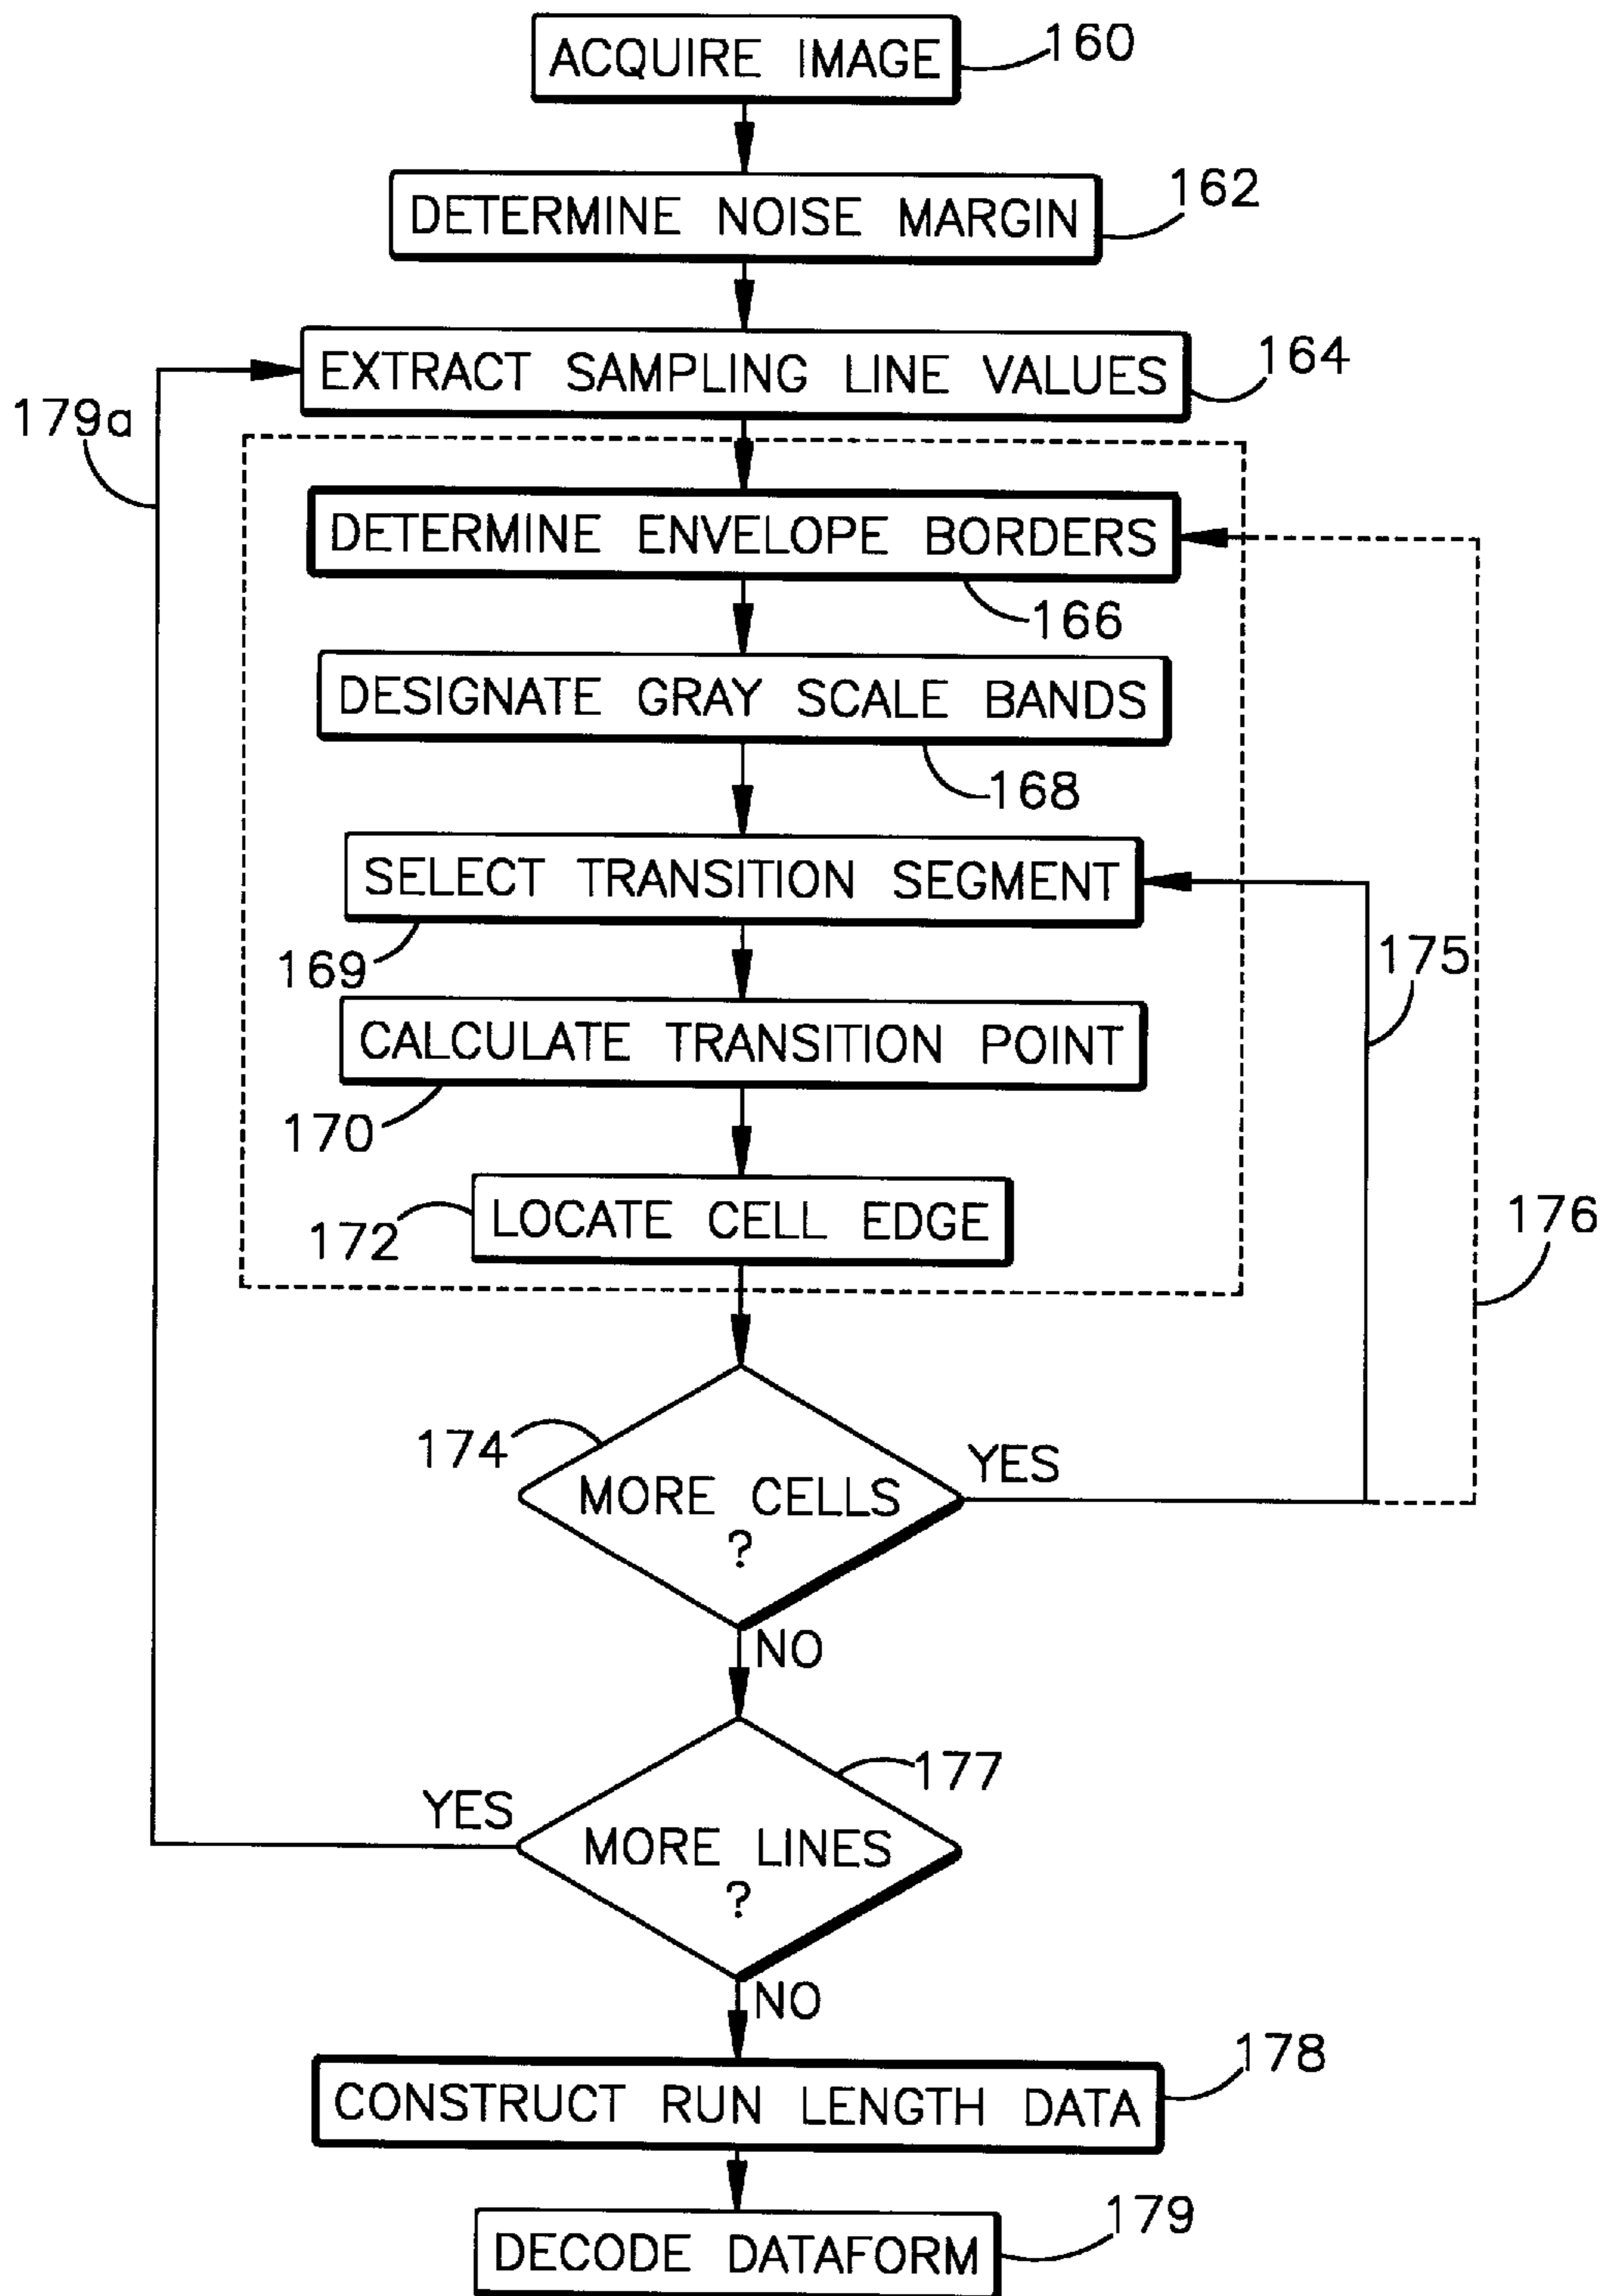 ACQUIRE IMAGE
160
DETERMINE NOISE MARGIN
162
EXTRACT SAMPLING LINE VALUES
164
179a
DETERMINE ENVELOPE BORDERS
166
DESIGNATE GRAY SCALE BANDS
168
SELECT TRANSITION SEGMENT
169
175
CALCULATE TRANSITION POINT
170
LOCATE CELL EDGE
172
176
174
MORE CELLS
?
YES
NO
177
YES
MORE LINES
?
NO
178
CONSTRUCT RUN LENGTH DATA
179
DECODE DATAFORM